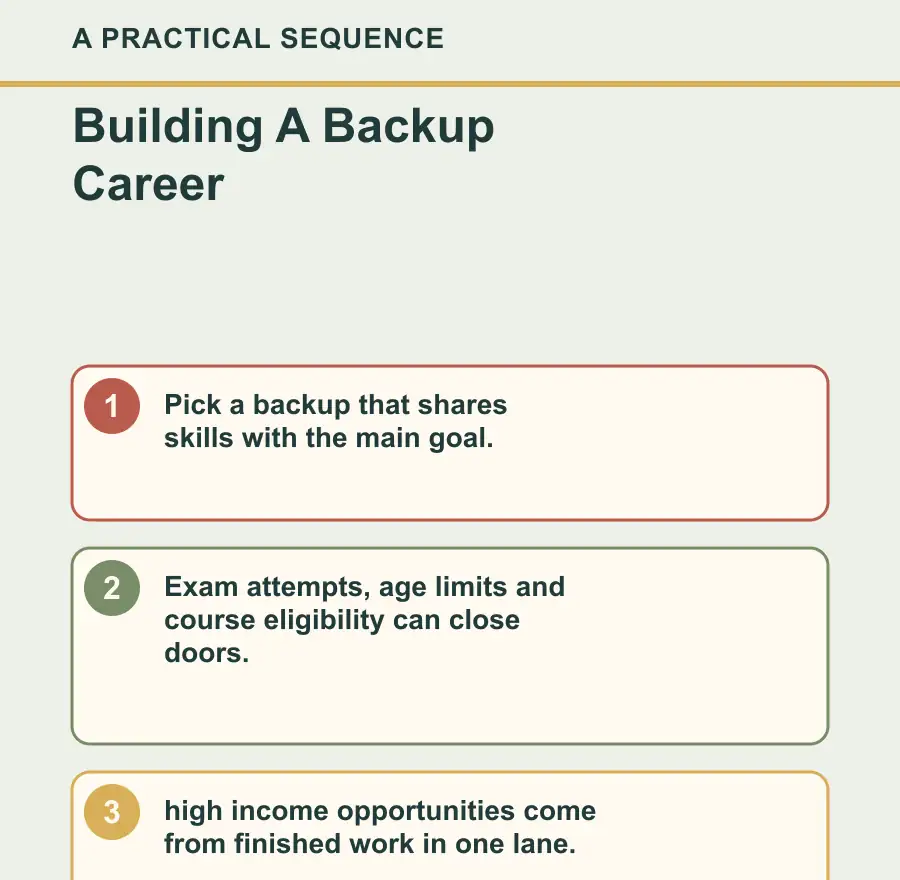 A PRACTICAL SEQUENCE
Building A Backup
Career
1
Pick a backup that shares
skills with the main goal.
2
Exam attempts, age limits and
course eligibility can close
doors.
3
high income opportunities come
from finished work in one lane.